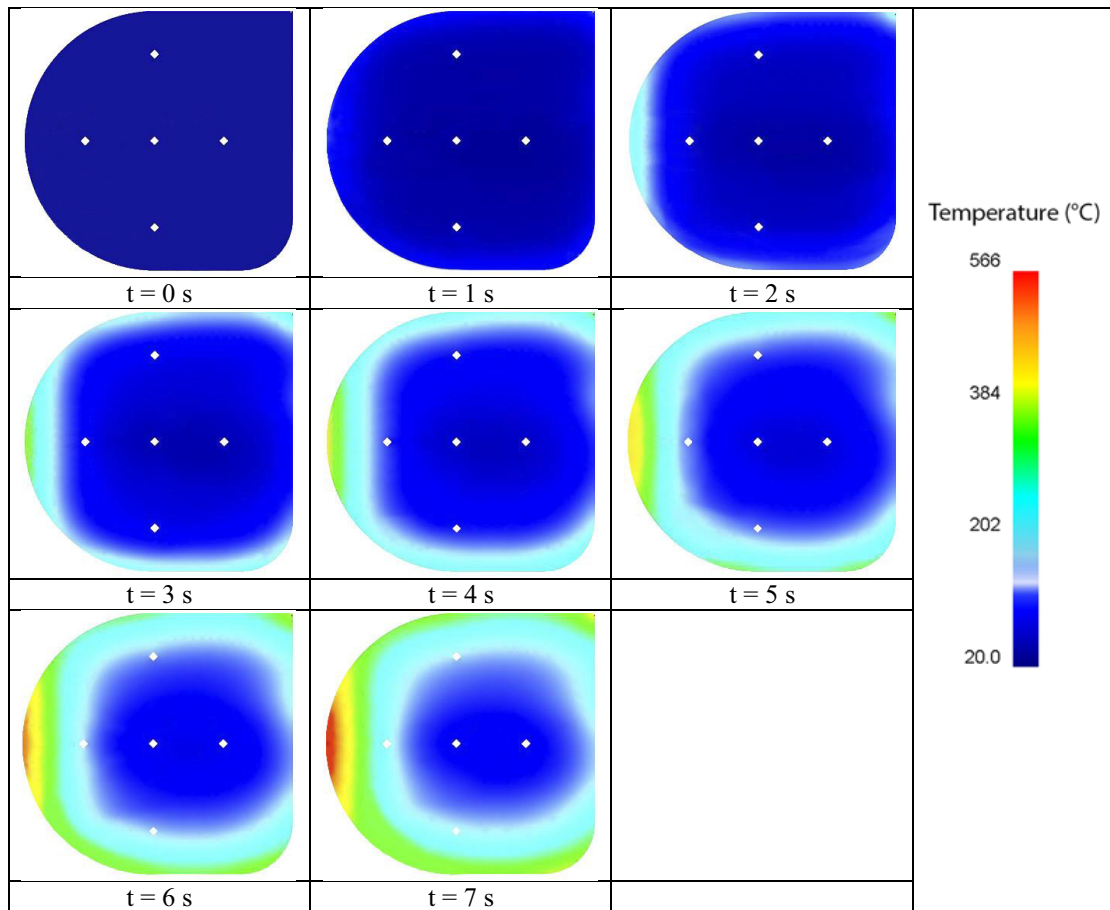 t = 0 s
t = 1 s
t = 2 s
t = 3 s
t = 4 s
t = 5 s
t = 6 s
t = 7 s
Temperature (°C)
566
384
202
20.0